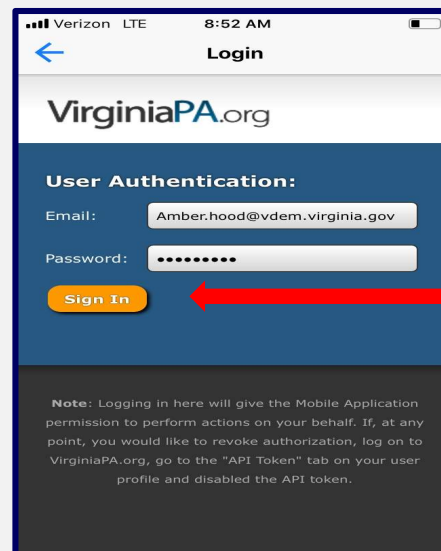 Verizon LTE 8:52 AM
Login
VirginiaPA.org
User Authentication:
Email: Amber.hood@vdem.virginia.gov
Password: •••••••••
Sign In
Note: Logging in here will give the Mobile Application
permission to perform actions on your behalf. If, at any
point, you would like to revoke authorization, log on to
VirginiaPA.org, go to the "API Token" tab on your user
profile and disabled the API token.